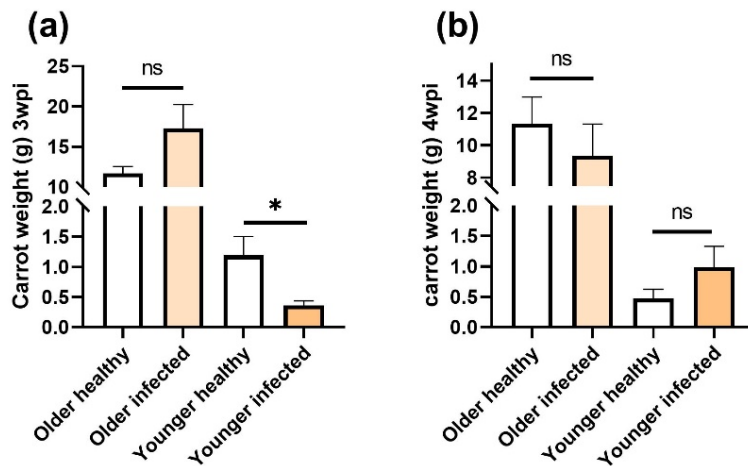 (a)
Carrot weight (g) 3wpi
25
20
15
10
2.0
1.5
1.0
0.5
0.0
ns
*
Older healthy
Older infected
Younger healthy
Younger infected
(b)
carrot weight (g) 4wpi
14
12
10
8
2.0
1.5
1.0
0.5
0.0
ns
ns
Older healthy
Older infected
Younger healthy
Younger infected